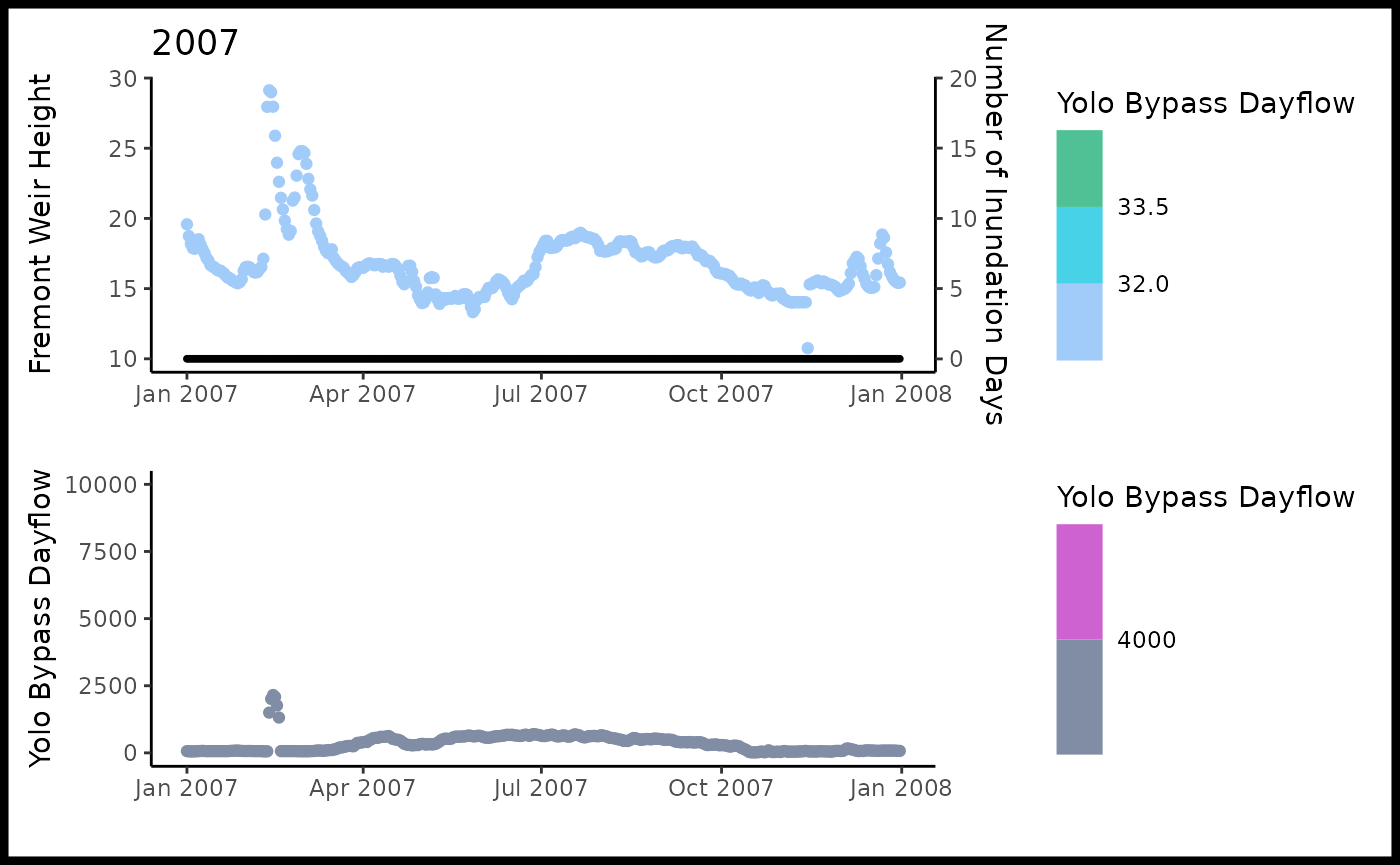 2007
Fremont Weir Height
30
25
20
15
10
Number of Inundation Days
20
15
10
5
0
Jan 2007
Apr 2007
Jul 2007
Oct 2007
Jan 2008
Yolo Bypass Dayflow
33.5
32.0
Yolo Bypass Dayflow
10000
7500
5000
2500
0
Jan 2007
Apr 2007
Jul 2007
Oct 2007
Jan 2008
Yolo Bypass Dayflow
4000